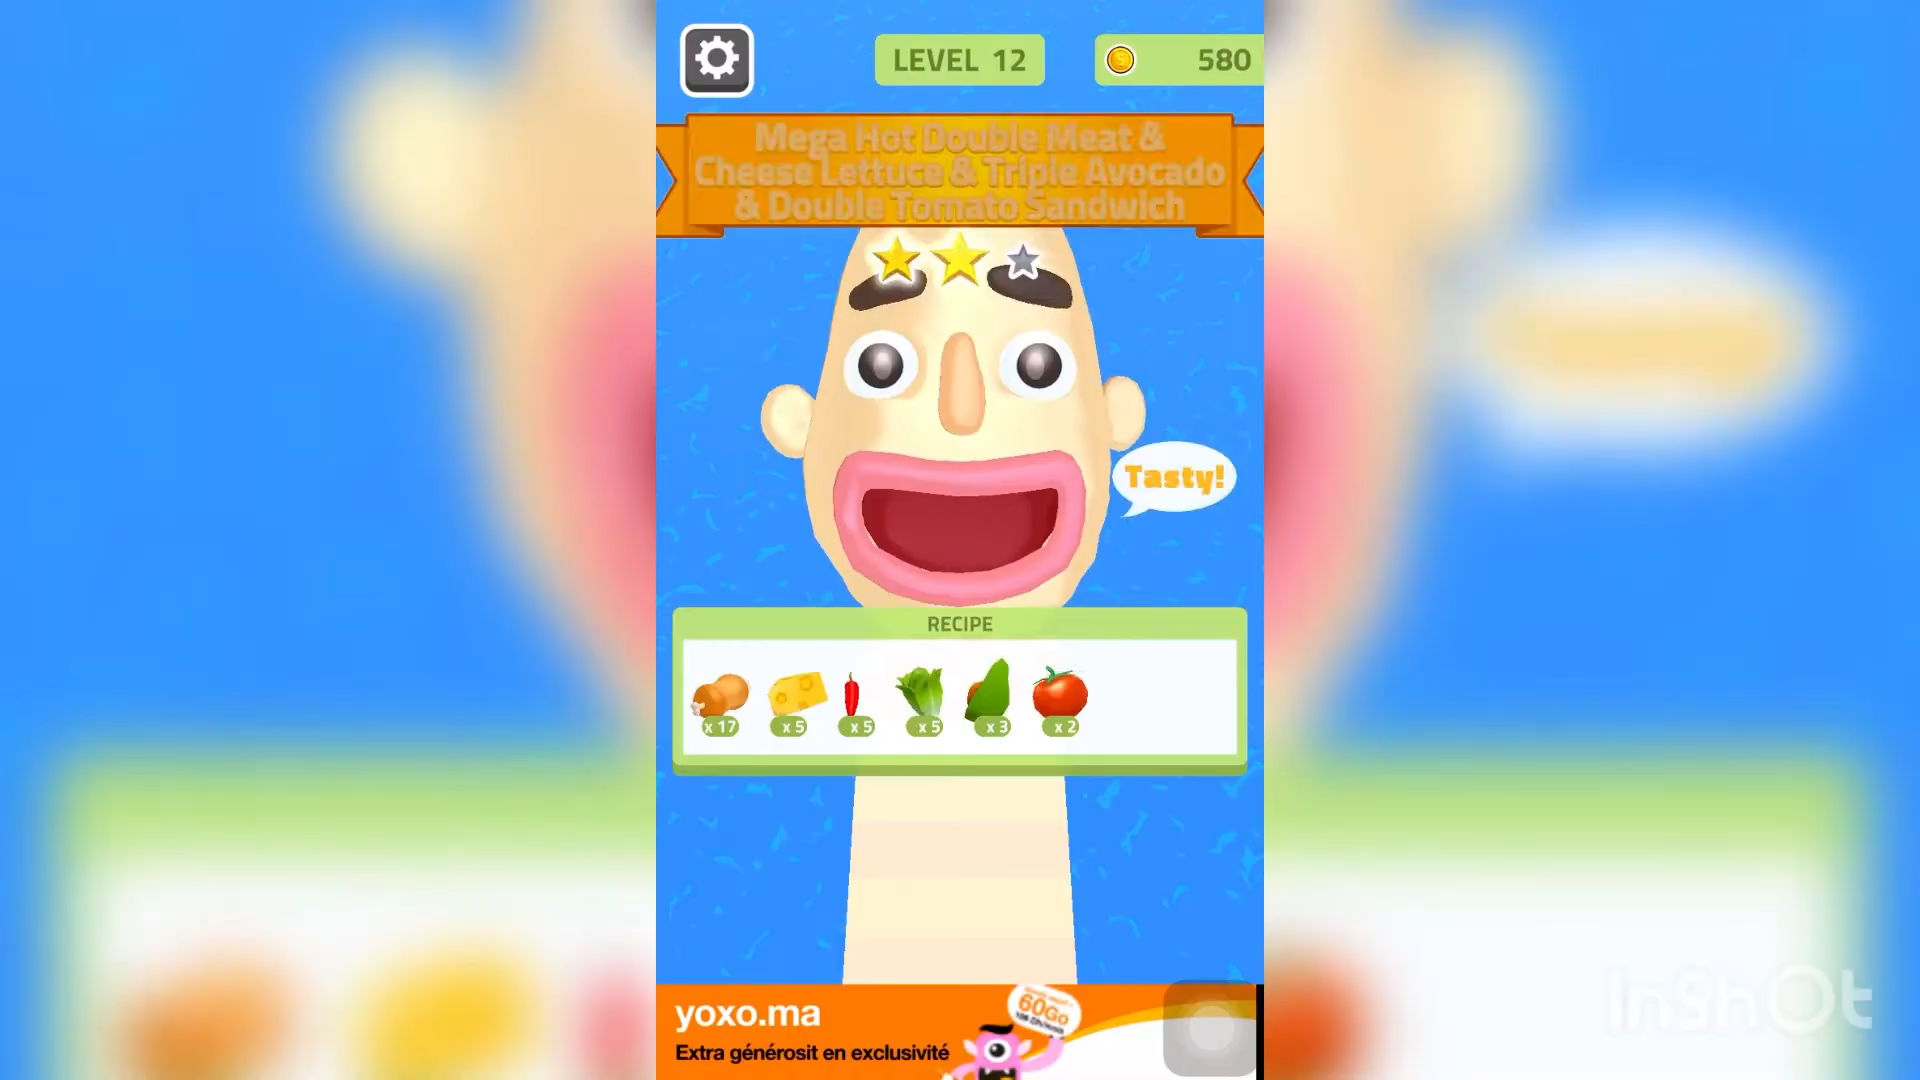 LEVEL 12
580
Mega Hot Double Meat &
Cheese Lettuce & Triple Avocado
& Double Tomato Sandwich
Tasty!
RECIPE
x 17
x 5
x 5
x 5
x 3
x 2
yoxo.ma
60Go
Extra générosit en exclusivité
InShOt